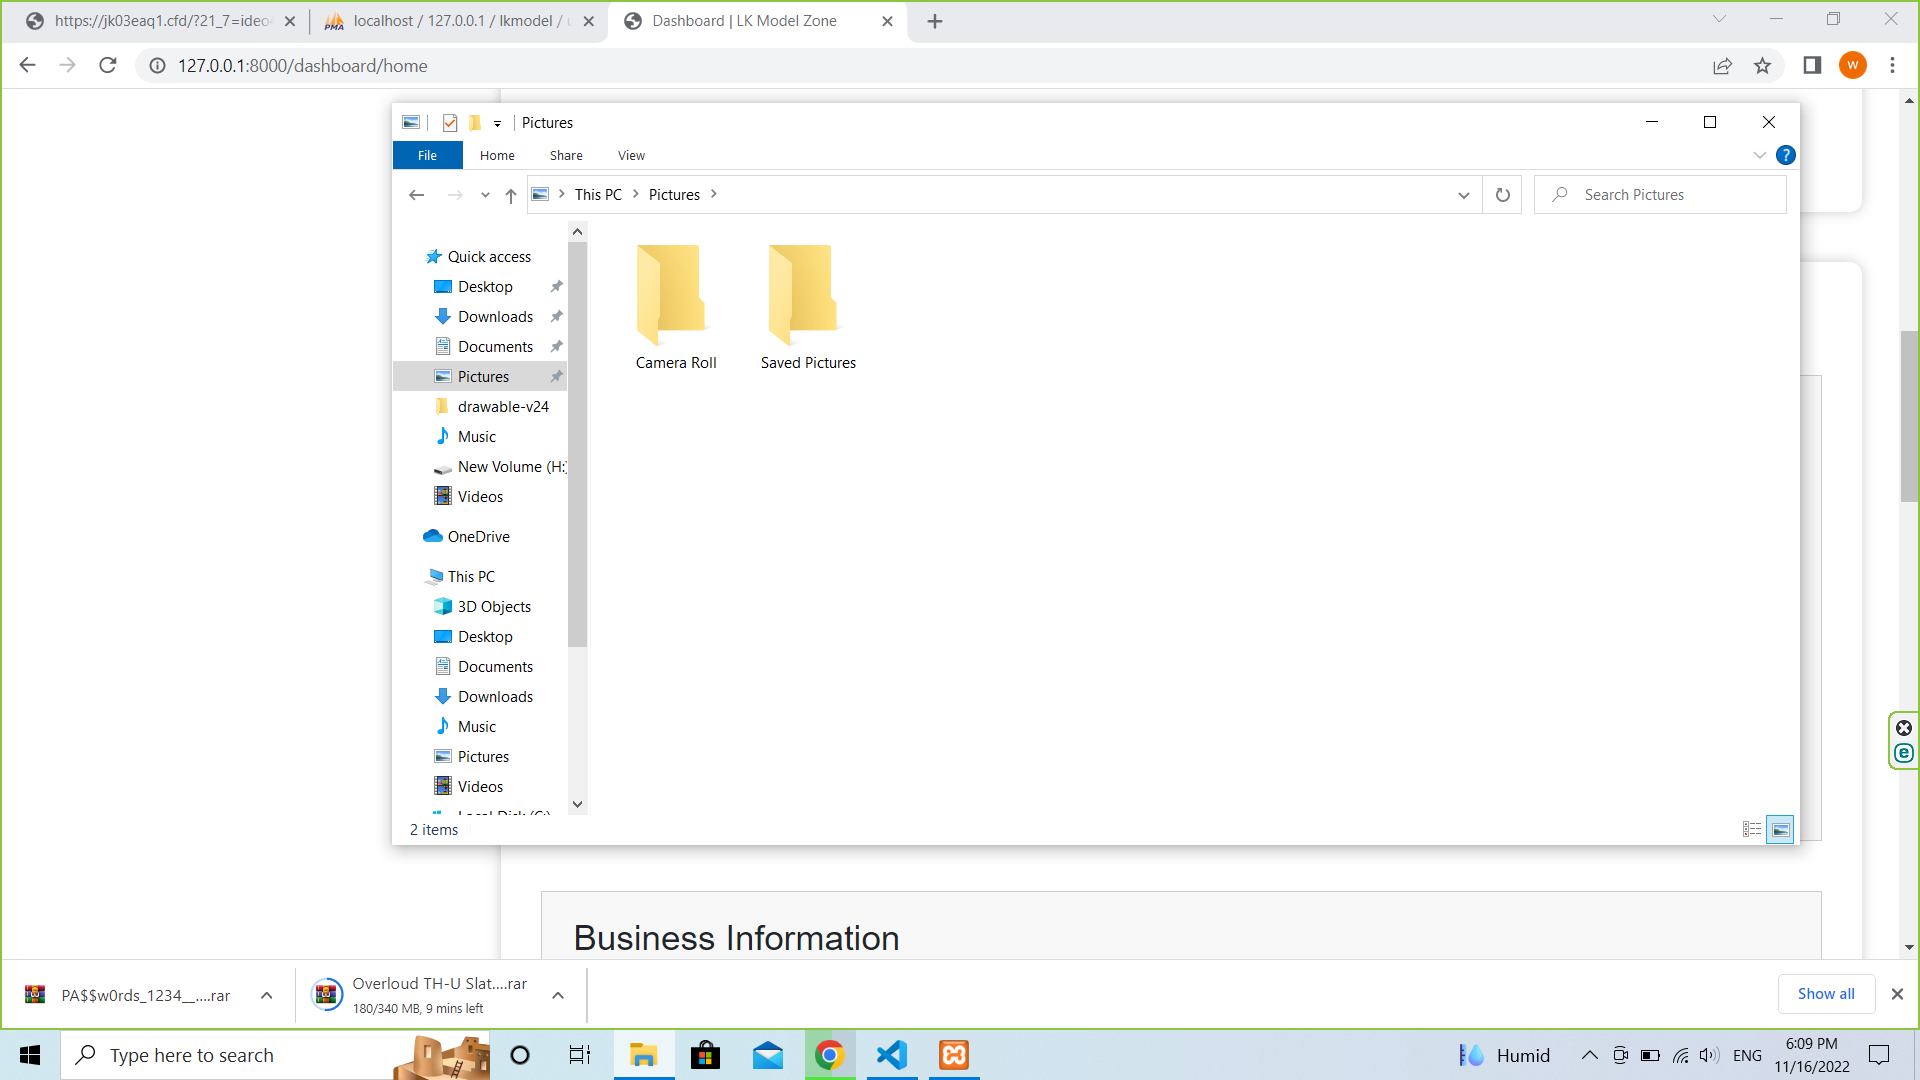 https://jk03eaq1.cfd/?21_7=ideo
localhost / 127.0.0.1 / lkmodel /
Dashboard | LK Model Zone
127.0.0.1:8000/dashboard/home
W
Pictures
File
Home
Share
View
?
This PC
Pictures
Search Pictures
Quick access
Desktop
Downloads
Documents
Pictures
drawable-v24
Music
New Volume (H:)
Videos
OneDrive
This PC
3D Objects
Desktop
Documents
Downloads
Music
Pictures
Videos
Local Disk (C:)
Camera Roll
Saved Pictures
2 items
Business Information
PA$$w0rds_1234__....rar
Overloud TH-U Slat....rar
180/340 MB, 9 mins left
Show all
Type here to search
Humid
ENG
6:09 PM
11/16/2022